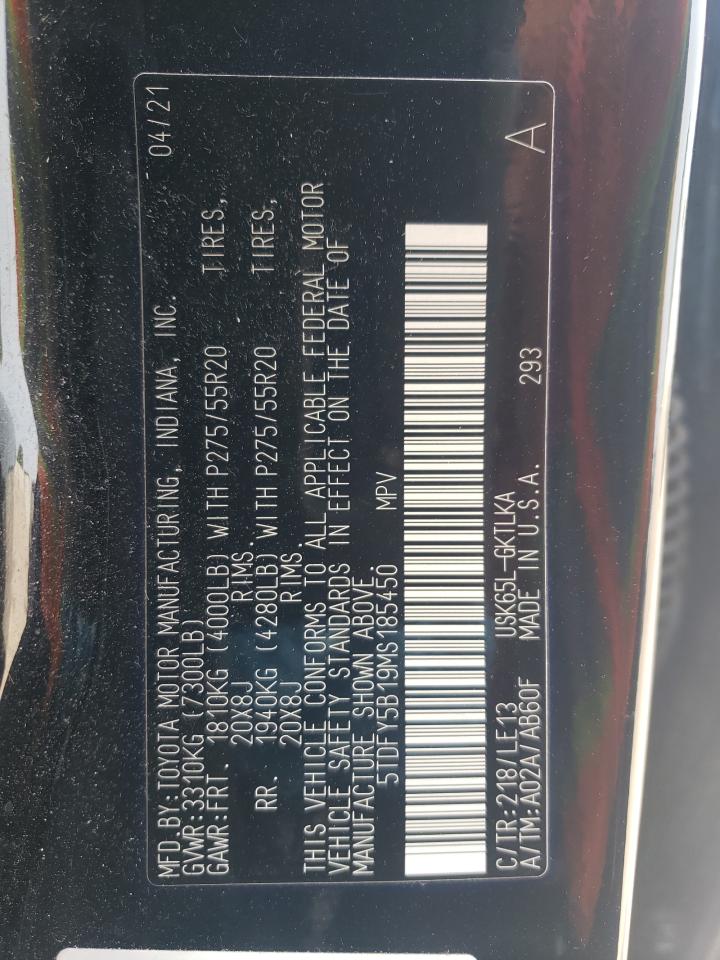 MFD.BY:TOYOTA MOTOR MANUFACTURING, INDIANA, INC. 04/21
GVWR:3310KG (7300LB)
GAWR:FRT. 1810KG (4000LB) WITH P275/55R20 TIRES,
20X8J RIMS,
RR. 1940KG (4280LB) WITH P275/55R20 TIRES,
20X8J RIMS.
THIS VEHICLE CONFORMS TO ALL APPLICABLE FEDERAL MOTOR
VEHICLE SAFETY STANDARDS IN EFFECT ON THE DATE OF
MANUFACTURE SHOWN ABOVE.
5TDFY5B19MS185450 MPV
C/TR:218/LE13 USK65L-GKTLKA
A/TM:A02A/AB60F MADE IN U.S.A. 293 A